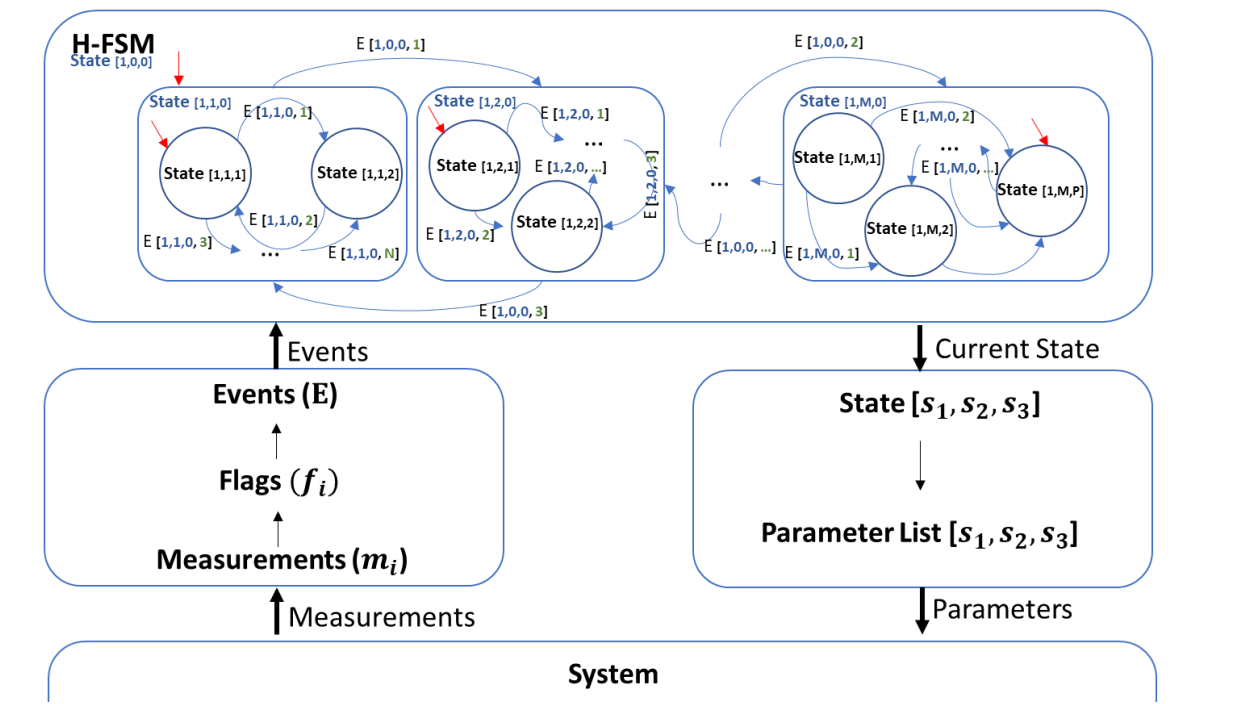 H-FSM
State [1,0,0]
E [1,0,0,1]
E [1,0,0,2]
State [1,1,0]
E [1,1,0,1]
State [1,1,1]
State [1,1,2]
E [1,1,0,2]
E [1,1,0,3]
...
E [1,1,0,N]
State [1,2,0]
E [1,2,0,1]
...
State [1,2,1]
E [1,2,0,...]
E [1,2,0,3]
State [1,2,2]
E [1,2,0,2]
...
E [1,0,0,...]
State [1,M,0]
E [1,M,0,2]
...
State [1,M,1]
E [1,M,0,...]
State [1,M,P]
State [1,M,2]
E [1,M,0,1]
E [1,0,0,3]
Events
Current State
Events (E)
Flags (fᵢ)
Measurements (mᵢ)
State [s₁, s₂, s₃]
Parameter List [s₁, s₂, s₃]
Measurements
Parameters
System